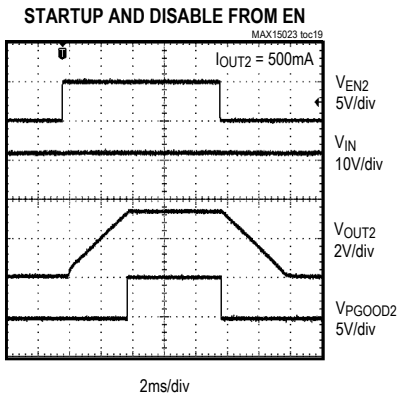 STARTUP AND DISABLE FROM EN
MAX15023 toc19
T
IOUT2 = 500mA
VEN2
5V/div
VIN
10V/div
VOUT2
2V/div
VPGOOD2
5V/div
2ms/div